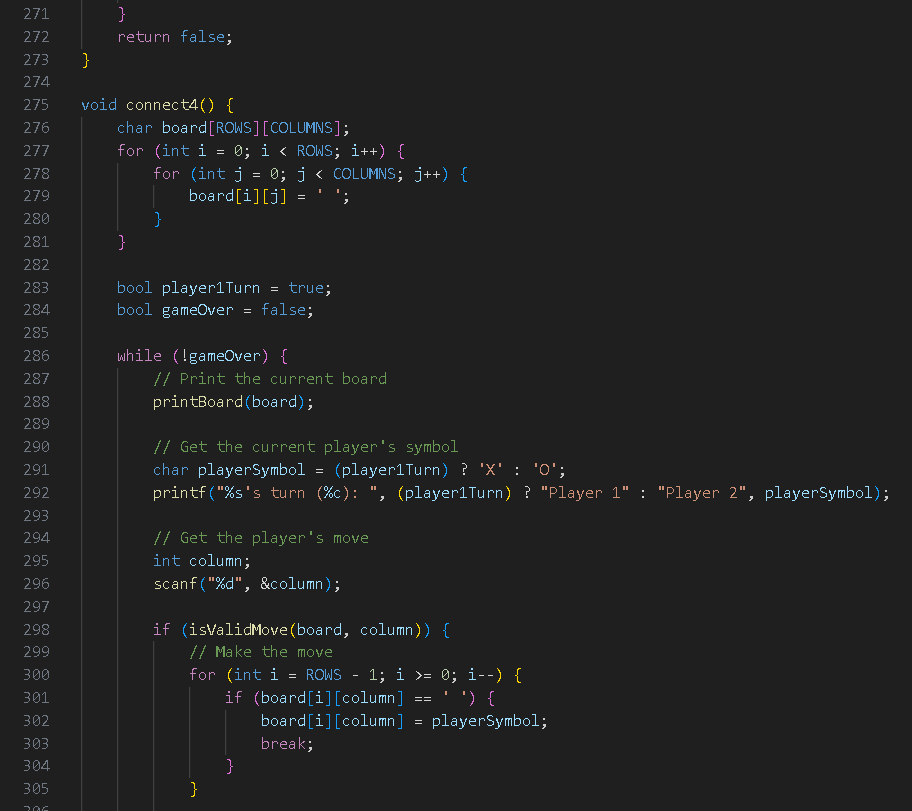 271         }
272         return false;
273     }
274
275     void connect4() {
276         char board[ROWS][COLUMNS];
277         for (int i = 0; i < ROWS; i++) {
278             for (int j = 0; j < COLUMNS; j++) {
279                 board[i][j] = ' ';
280             }
281         }
282
283         bool player1Turn = true;
284         bool gameOver = false;
285
286         while (!gameOver) {
287             // Print the current board
288             printBoard(board);
289
290             // Get the current player's symbol
291             char playerSymbol = (player1Turn) ? 'X' : 'O';
292             printf("%s's turn (%c): ", (player1Turn) ? "Player 1" : "Player 2", playerSymbol);
293
294             // Get the player's move
295             int column;
296             scanf("%d", &column);
297
298             if (isValidMove(board, column)) {
299                 // Make the move
300                 for (int i = ROWS - 1; i >= 0; i--) {
301                     if (board[i][column] == ' ') {
302                         board[i][column] = playerSymbol;
303                         break;
304                     }
305                 }
306